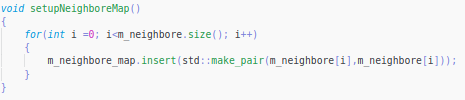 void setupNeighboreMap()
{
    for(int i =0; i<m_neighbore.size(); i++)
    {
        m_neighbore_map.insert(std::make_pair(m_neighbore[i],m_neighbore[i]));
    }
}